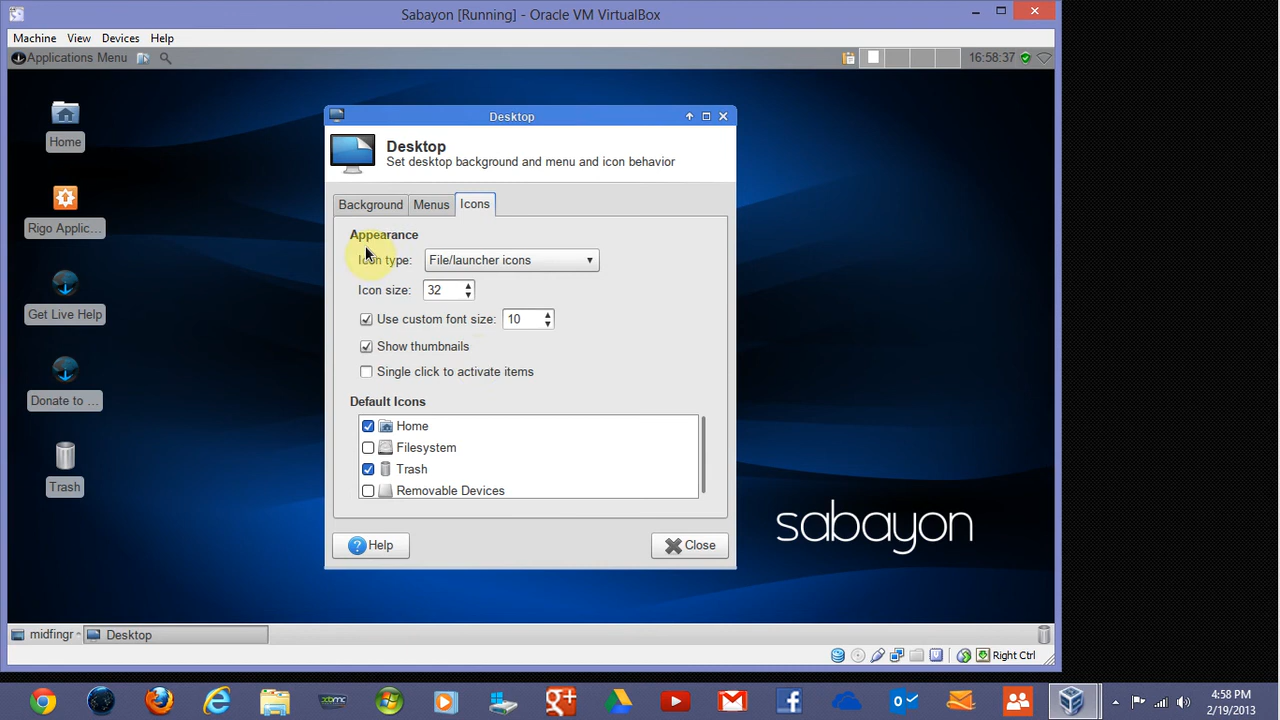 Sabayon [Running] - Oracle VM VirtualBox
Machine View Devices Help
Applications Menu 16:58:37
Home
Rigo Applic...
Get Live Help
Donate to ...
Trash
Desktop
Desktop
Set desktop background and menu and icon behavior
Background Menus Icons
Appearance
Icon type: File/launcher icons
Icon size: 32
Use custom font size: 10
Show thumbnails
Single click to activate items
Default Icons
Home
Filesystem
Trash
Removable Devices
Help Close
sabayon
midfingr Desktop
Right Ctrl
xbmc
4:58 PM
2/19/2013